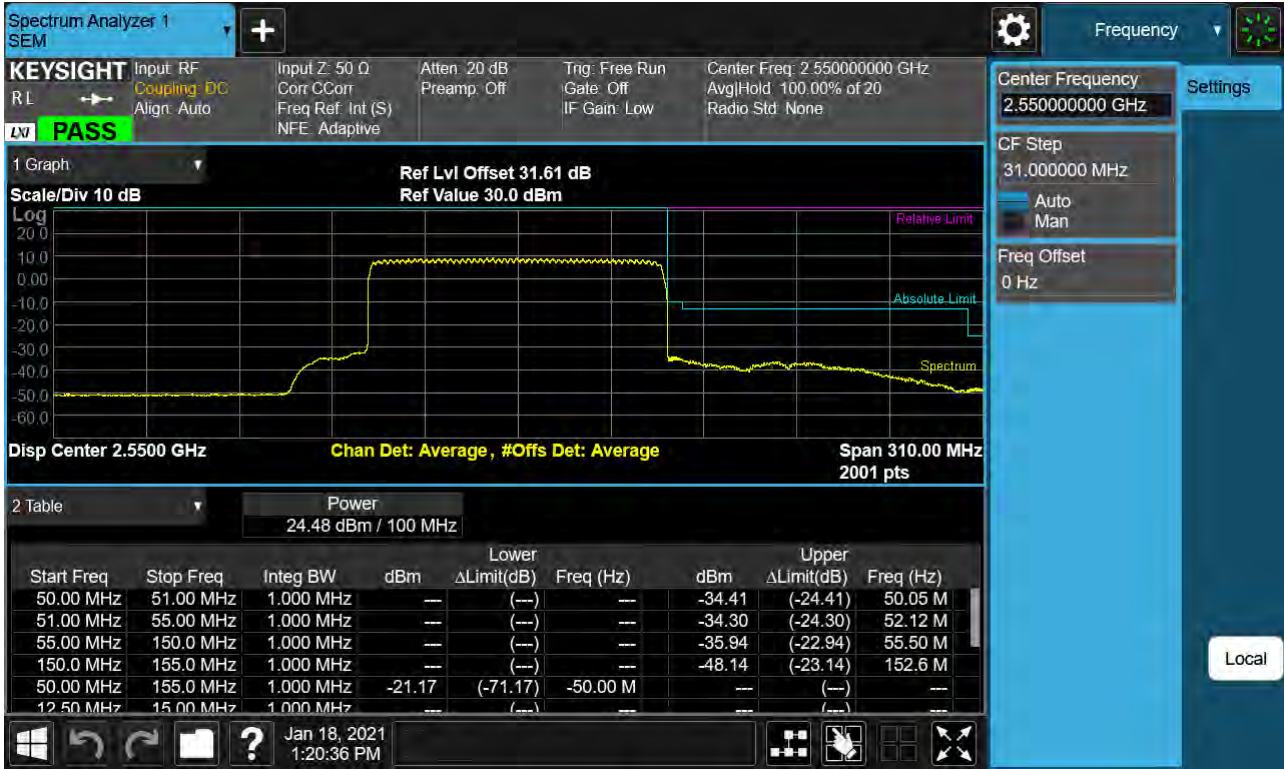 Spectrum Analyzer 1
SEM
+
Frequency
KEYSIGHT
RL
LXI PASS
Input: RF
Coupling: DC
Align: Auto
Input Z: 50 Ω
Corr CCorr
Freq Ref: Int (S)
NFE: Adaptive
Atten: 20 dB
Preamp: Off
Trig: Free Run
Gate: Off
IF Gain: Low
Center Freq: 2.550000000 GHz
Avg|Hold: 100.00% of 20
Radio Std: None
Center Frequency
2.550000000 GHz
Settings
CF Step
31.000000 MHz
Auto
Man
Freq Offset
0 Hz
1 Graph
Scale/Div 10 dB
Ref Lvl Offset 31.61 dB
Ref Value 30.0 dBm
Log
20.0
10.0
0.00
-10.0
-20.0
-30.0
-40.0
-50.0
-60.0
Relative Limit
Absolute Limit
Spectrum
Disp Center 2.5500 GHz
Chan Det: Average, #Offs Det: Average
Span 310.00 MHz
2001 pts
2 Table
Power
24.48 dBm / 100 MHz
Lower Upper
Start Freq Stop Freq Integ BW dBm ΔLimit(dB) Freq (Hz) dBm ΔLimit(dB) Freq (Hz)
50.00 MHz 51.00 MHz 1.000 MHz --- (---) --- -34.41 (-24.41) 50.05 M
51.00 MHz 55.00 MHz 1.000 MHz --- (---) --- -34.30 (-24.30) 52.12 M
55.00 MHz 150.0 MHz 1.000 MHz --- (---) --- -35.94 (-22.94) 55.50 M
150.0 MHz 155.0 MHz 1.000 MHz --- (---) --- -48.14 (-23.14) 152.6 M
50.00 MHz 155.0 MHz 1.000 MHz -21.17 (-71.17) -50.00 M --- (---) ---
12.50 MHz 15.00 MHz 1.000 MHz --- (---) --- --- (---) ---
Local
?
Jan 18, 2021
1:20:36 PM